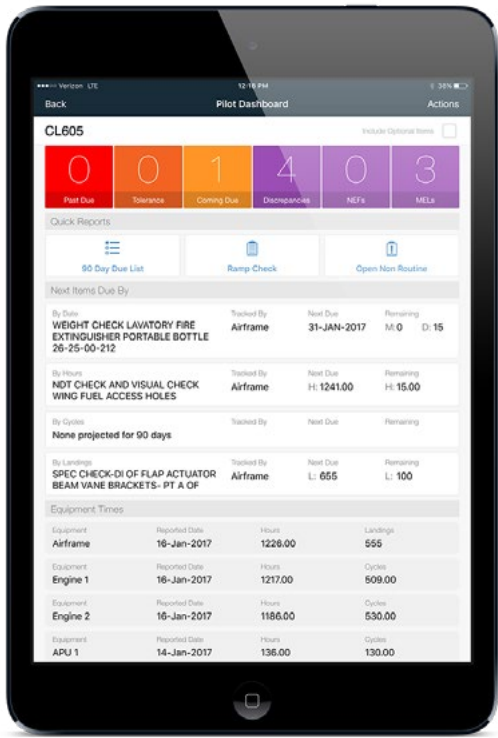 Verizon LTE 12:16 PM 38%
Back Pilot Dashboard Actions
CL605 Include Optional Items
0 0 1 4 0 3
Past Due Tolerance Coming Due Discrepancies NEFs MELs
Quick Reports
90 Day Due List Ramp Check Open Non Routine
Next Items Due By
By Date Tracked By Next Due Remaining
WEIGHT CHECK LAVATORY FIRE Airframe 31-JAN-2017 M: 0 D: 15
EXTINGUISHER PORTABLE BOTTLE
26-25-00-212
By Hours Tracked By Next Due Remaining
NDT CHECK AND VISUAL CHECK Airframe H: 1241.00 H: 15.00
WING FUEL ACCESS HOLES
By Cycles Tracked By Next Due Remaining
None projected for 90 days
By Landings Tracked By Next Due Remaining
SPEC CHECK-DI OF FLAP ACTUATOR Airframe L: 655 L: 100
BEAM VANE BRACKETS- PT A OF
Equipment Times
Equipment Reported Date Hours Landings
Airframe 16-Jan-2017 1226.00 555
Equipment Reported Date Hours Cycles
Engine 1 16-Jan-2017 1217.00 509.00
Equipment Reported Date Hours Cycles
Engine 2 16-Jan-2017 1186.00 530.00
Equipment Reported Date Hours Cycles
APU 1 14-Jan-2017 136.00 130.00